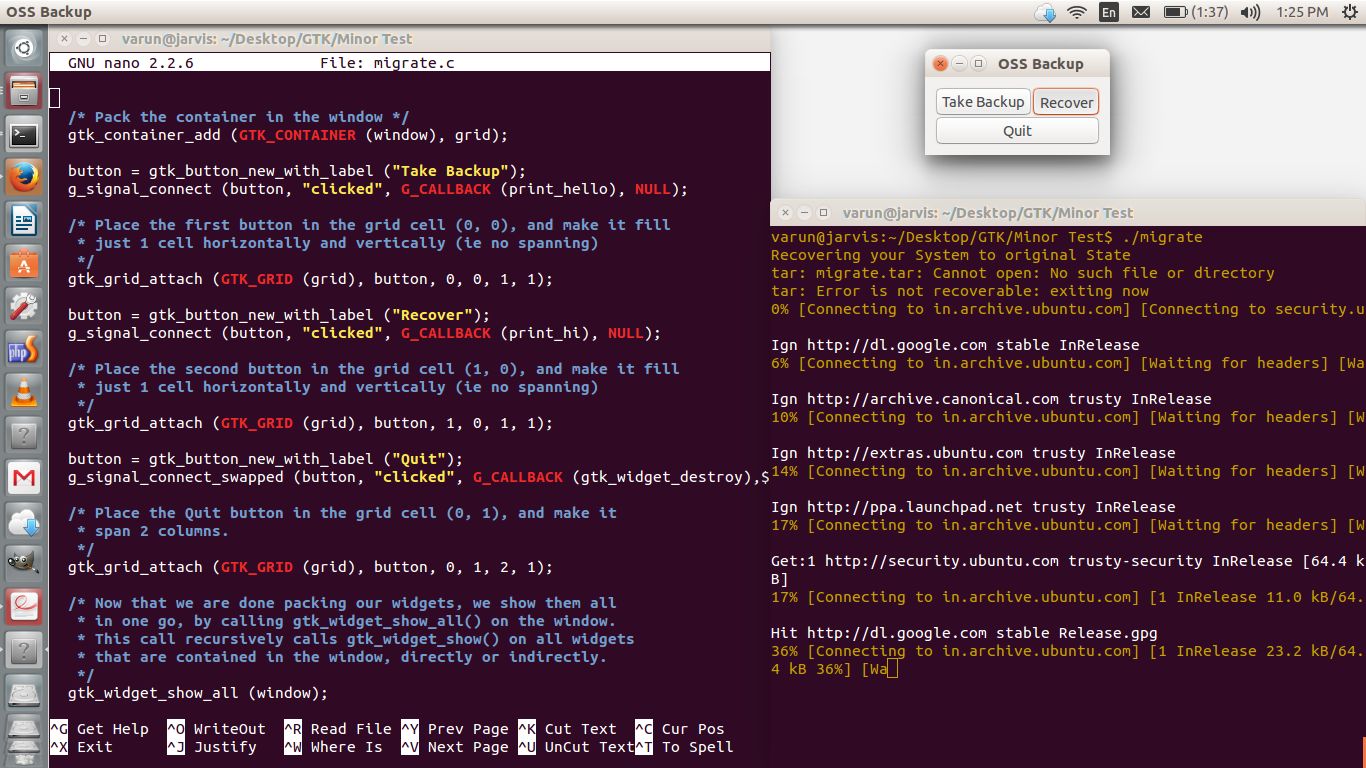 OSS Backup
En
(1:37)
1:25 PM
varun@jarvis: ~/Desktop/GTK/Minor Test
GNU nano 2.2.6 File: migrate.c
/* Pack the container in the window */
gtk_container_add (GTK_CONTAINER (window), grid);
button = gtk_button_new_with_label ("Take Backup");
g_signal_connect (button, "clicked", G_CALLBACK (print_hello), NULL);
/* Place the first button in the grid cell (0, 0), and make it fill
* just 1 cell horizontally and vertically (ie no spanning)
*/
gtk_grid_attach (GTK_GRID (grid), button, 0, 0, 1, 1);
button = gtk_button_new_with_label ("Recover");
g_signal_connect (button, "clicked", G_CALLBACK (print_hi), NULL);
/* Place the second button in the grid cell (1, 0), and make it fill
* just 1 cell horizontally and vertically (ie no spanning)
*/
gtk_grid_attach (GTK_GRID (grid), button, 1, 0, 1, 1);
button = gtk_button_new_with_label ("Quit");
g_signal_connect_swapped (button, "clicked", G_CALLBACK (gtk_widget_destroy),$
/* Place the Quit button in the grid cell (0, 1), and make it
* span 2 columns.
*/
gtk_grid_attach (GTK_GRID (grid), button, 0, 1, 2, 1);
/* Now that we are done packing our widgets, we show them all
* in one go, by calling gtk_widget_show_all() on the window.
* This call recursively calls gtk_widget_show() on all widgets
* that are contained in the window, directly or indirectly.
*/
gtk_widget_show_all (window);
^G Get Help ^O WriteOut ^R Read File ^Y Prev Page ^K Cut Text ^C Cur Pos
^X Exit ^J Justify ^W Where Is ^V Next Page ^U UnCut Text ^T To Spell
OSS Backup
Take Backup Recover
Quit
varun@jarvis: ~/Desktop/GTK/Minor Test
varun@jarvis:~/Desktop/GTK/Minor Test$ ./migrate
Recovering your System to original State
tar: migrate.tar: Cannot open: No such file or directory
tar: Error is not recoverable: exiting now
0% [Connecting to in.archive.ubuntu.com] [Connecting to security.u
Ign http://dl.google.com stable InRelease
6% [Connecting to in.archive.ubuntu.com] [Waiting for headers] [Wa
Ign http://archive.canonical.com trusty InRelease
10% [Connecting to in.archive.ubuntu.com] [Waiting for headers] [W
Ign http://extras.ubuntu.com trusty InRelease
14% [Connecting to in.archive.ubuntu.com] [Waiting for headers] [W
Ign http://ppa.launchpad.net trusty InRelease
17% [Connecting to in.archive.ubuntu.com] [Waiting for headers] [W
Get:1 http://security.ubuntu.com trusty-security InRelease [64.4 k
B]
17% [Connecting to in.archive.ubuntu.com] [1 InRelease 11.0 kB/64.
Hit http://dl.google.com stable Release.gpg
36% [Connecting to in.archive.ubuntu.com] [1 InRelease 23.2 kB/64.
4 kB 36%] [Wa
php